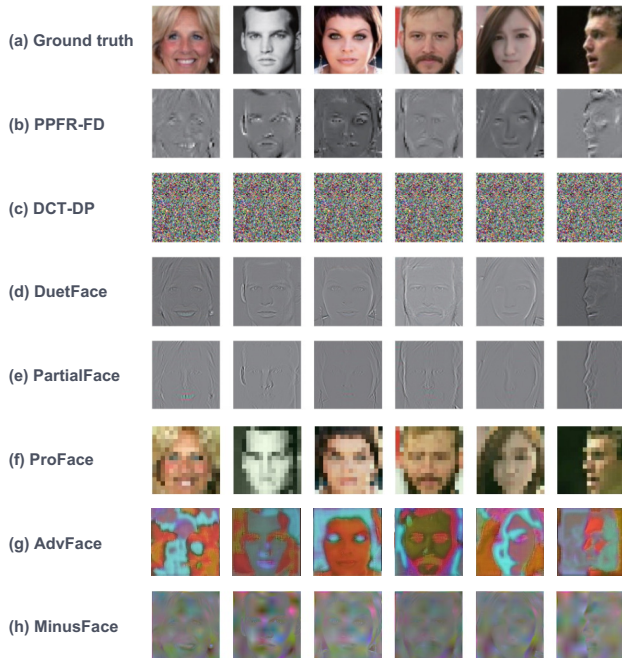 (a) Ground truth
(b) PPFR-FD
(c) DCT-DP
(d) DuetFace
(e) PartialFace
(f) ProFace
(g) AdvFace
(h) MinusFace